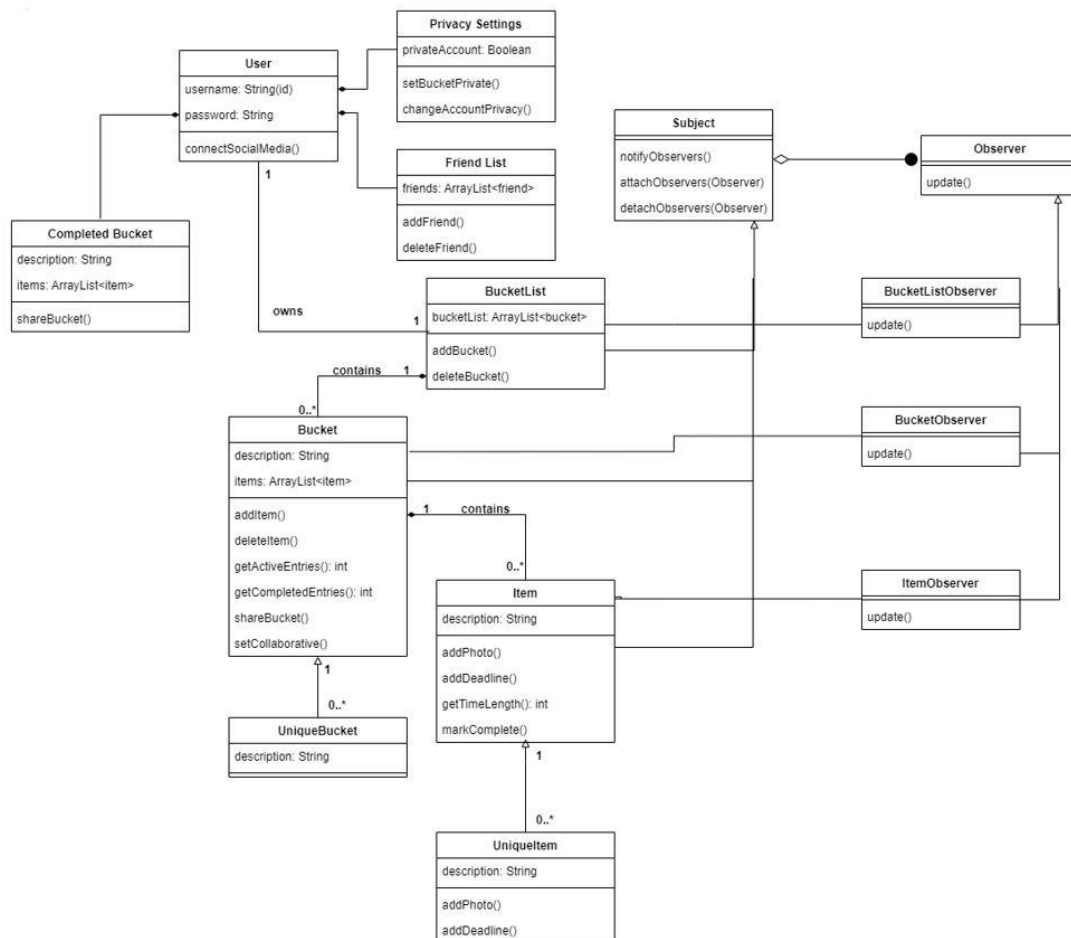 Privacy Settings
privateAccount: Boolean
setBucketPrivate()
changeAccountPrivacy()
User
username: String(id)
password: String
connectSocialMedia()
1
Friend List
friends: ArrayList<friend>
addFriend()
deleteFriend()
Subject
notifyObservers()
attachObservers(Observer)
detachObservers(Observer)
Observer
update()
Completed Bucket
description: String
items: ArrayList<item>
shareBucket()
owns
1
BucketList
bucketList: ArrayList<bucket>
addBucket()
deleteBucket()
BucketListObserver
update()
contains
1
0..*
Bucket
description: String
items: ArrayList<item>
addItem()
deleteItem()
getActiveEntries(): int
getCompletedEntries(): int
shareBucket()
setCollaborative()
BucketObserver
update()
1
contains
0..*
Item
description: String
addPhoto()
addDeadline()
getTimeLength(): int
markComplete()
ItemObserver
update()
1
0..*
UniqueBucket
description: String
1
0..*
UniqueItem
description: String
addPhoto()
addDeadline()